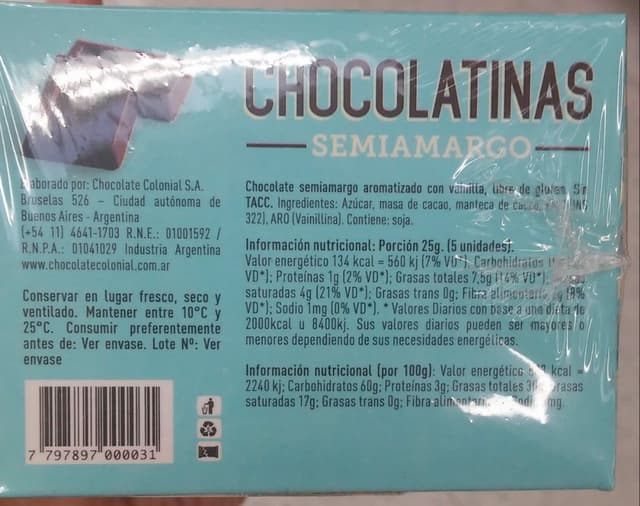 CHOCOLATINAS
SEMIAMARGO
Elaborado por: Chocolate Colonial S.A.
Bruselas 526 - Ciudad autónoma de
Buenos Aires - Argentina
(+54 11) 4641-1703 R.N.E.: 01001592 /
R.N.P.A.: 01041029 Industria Argentina
www.chocolatecolonial.com.ar
Conservar en lugar fresco, seco y
ventilado. Mantener entre 10°C y
25°C. Consumir preferentemente
antes de: Ver envase. Lote Nº: Ver
envase
7 797897 000031
Chocolate semiamargo aromatizado con vainilla, libre de gluten. Sin
TACC. Ingredientes: Azúcar, masa de cacao, manteca de cacao,
322), ARO (Vainillina). Contiene: soja.
Información nutricional: Porción 25g. (5 unidades):
Valor energético 134 kcal = 560 kj (7% VD*); Carbohidratos
VD*); Proteínas 1g (2% VD*); Grasas totales 7,5g (14% VD*);
saturadas 4g (21% VD*); Grasas trans 0g; Fibra alimentaria
VD*); Sodio 1mg (0% VD*). * Valores Diarios con base a una dieta de
2000kcal u 8400kj. Sus valores diarios pueden ser mayores o
menores dependiendo de sus necesidades energéticas.
Información nutricional (por 100g): Valor energético kcal =
2240 kj; Carbohidratos 60g; Proteínas 3g; Grasas totales grasas
saturadas 17g; Grasas trans 0g; Fibra